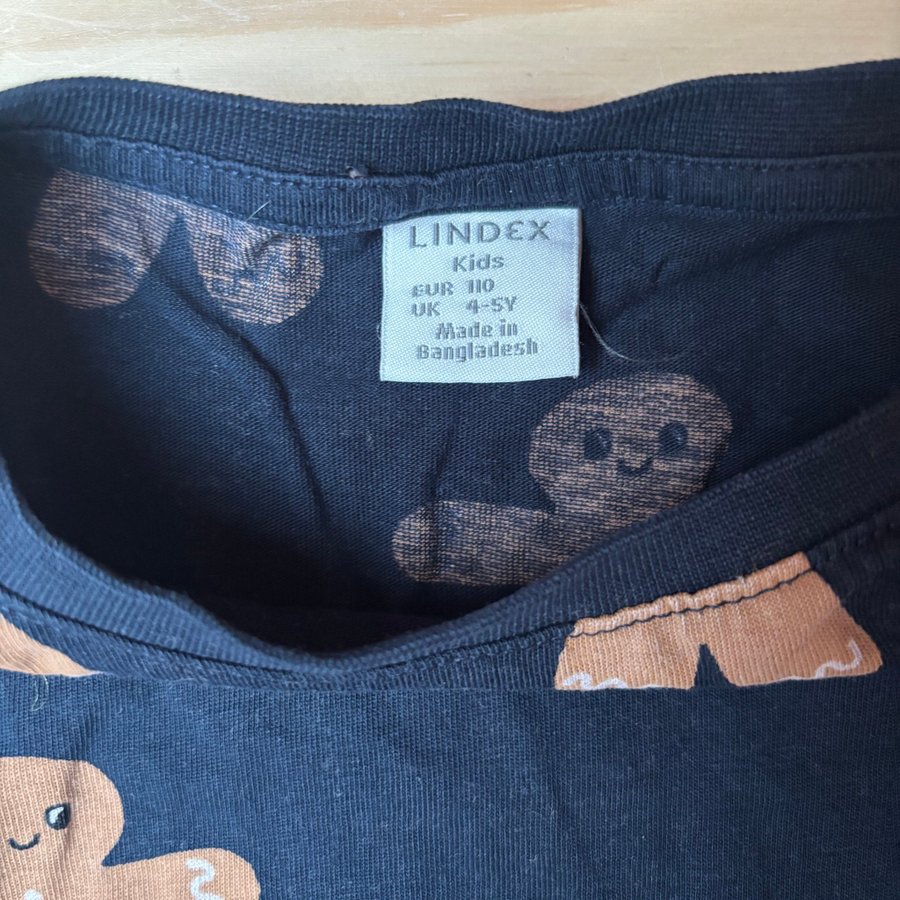 LINDEX
Kids
EUR 110
UK 4-5Y
Made in
Bangladesh